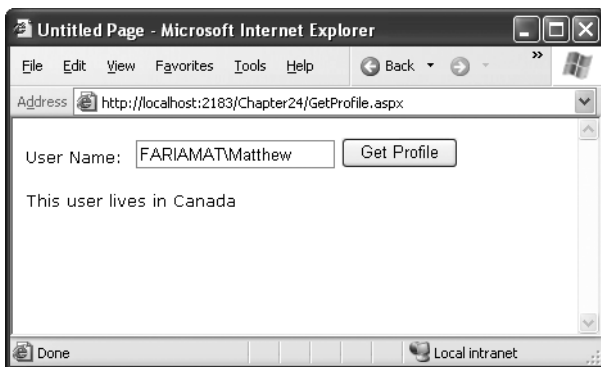 Untitled Page - Microsoft Internet Explorer
File Edit View Favorites Tools Help Back »
Address http://localhost:2183/Chapter24/GetProfile.aspx
User Name: FARIAMAT\Matthew Get Profile
This user lives in Canada
Done Local intranet